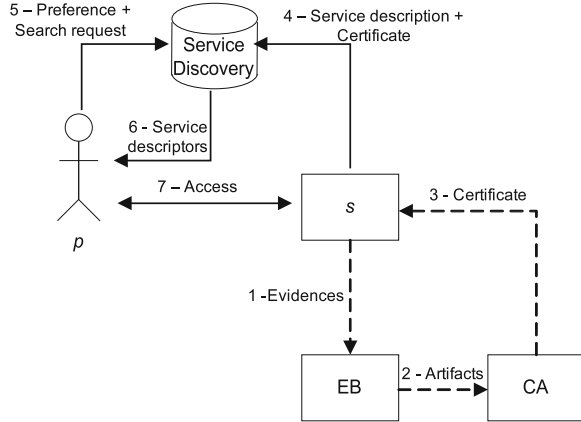 5 – Preference +
Search request
Service
Discovery
4 – Service description +
Certificate
6 - Service
descriptors
7 – Access
p
s
3 - Certificate
1 -Evidences
EB
2 - Artifacts
CA